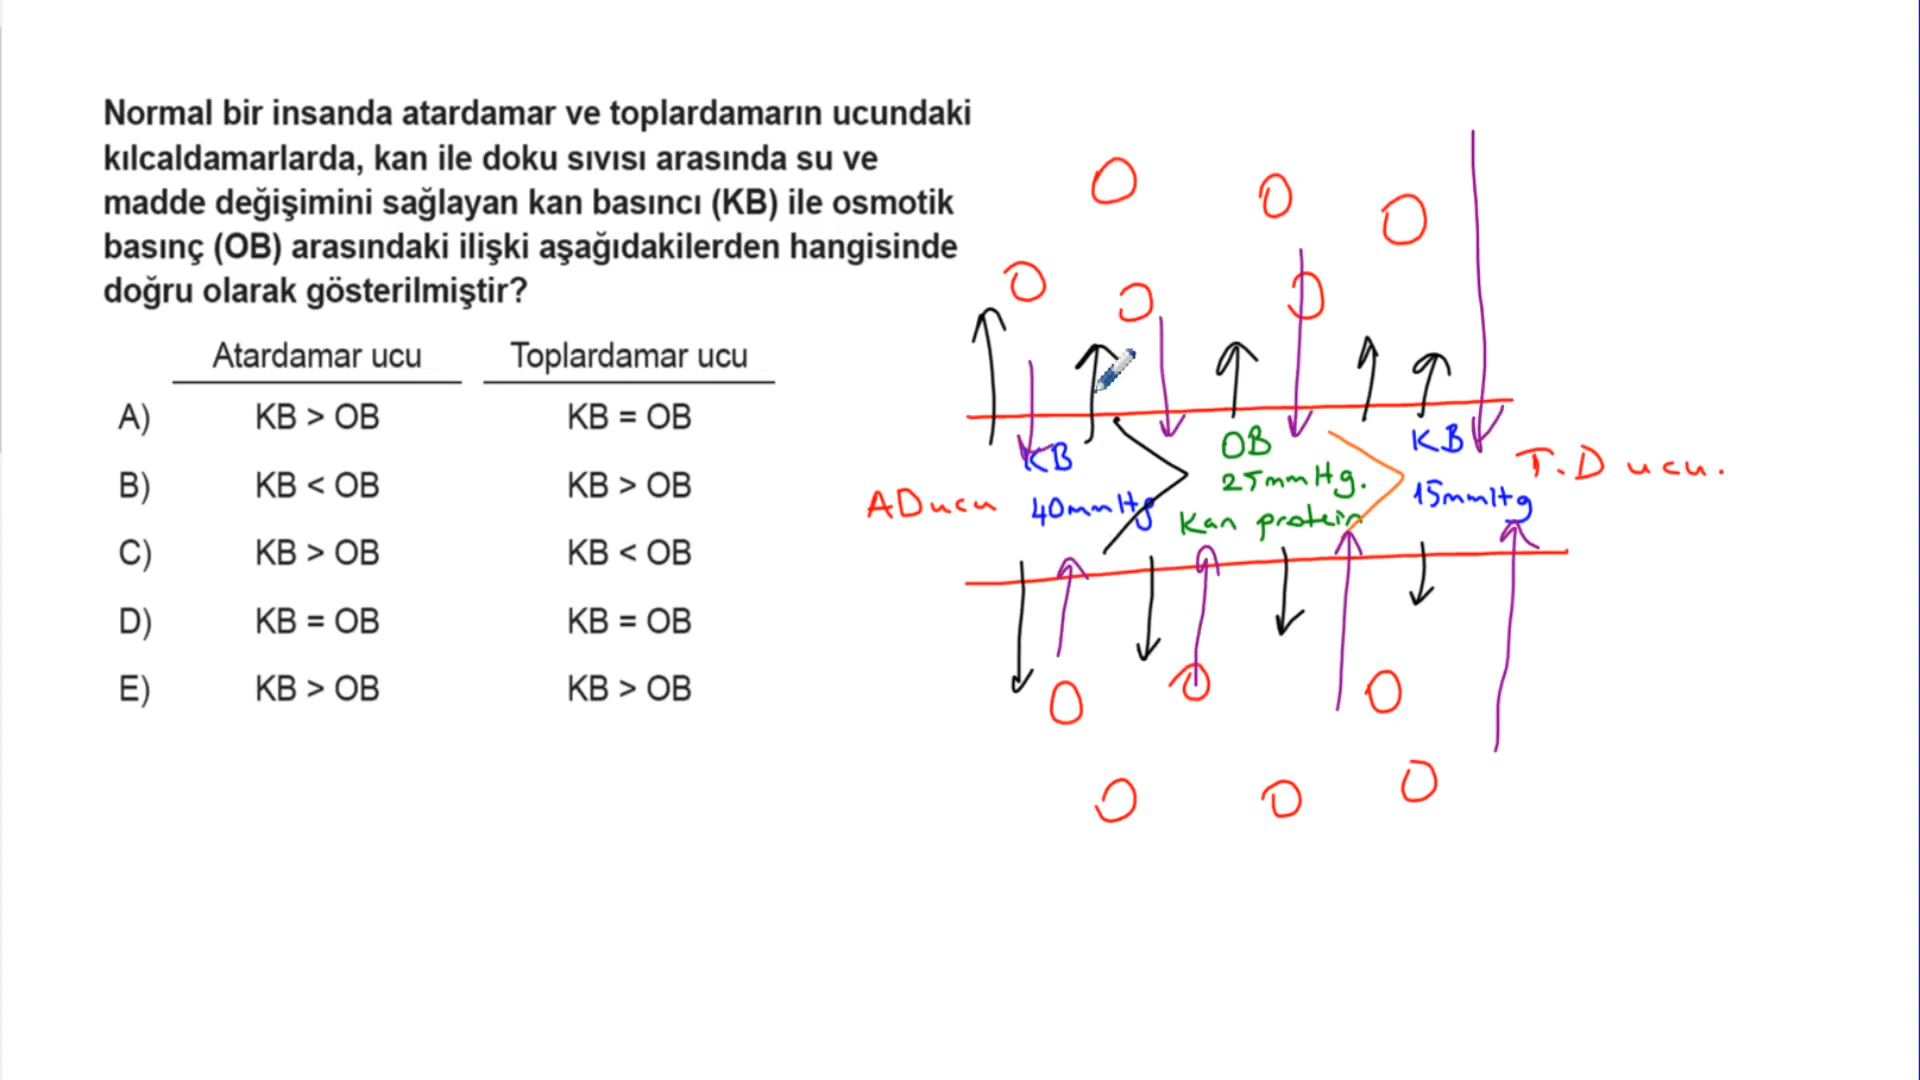 Normal bir insanda atardamar ve toplardamarın ucundaki
kılcaldamarlarda, kan ile doku sıvısı arasında su ve
madde değişimini sağlayan kan basıncı (KB) ile osmotik
basınç (OB) arasındaki ilişki aşağıdakilerden hangisinde
doğru olarak gösterilmiştir?
Atardamar ucu Toplardamar ucu
A) KB > OB KB = OB
B) KB < OB KB > OB
C) KB > OB KB < OB
D) KB = OB KB = OB
E) KB > OB KB > OB
AD ucu
KB
40mmHg
OB
25mmHg.
Kan protein
KB
15mmHg
T.D ucu.